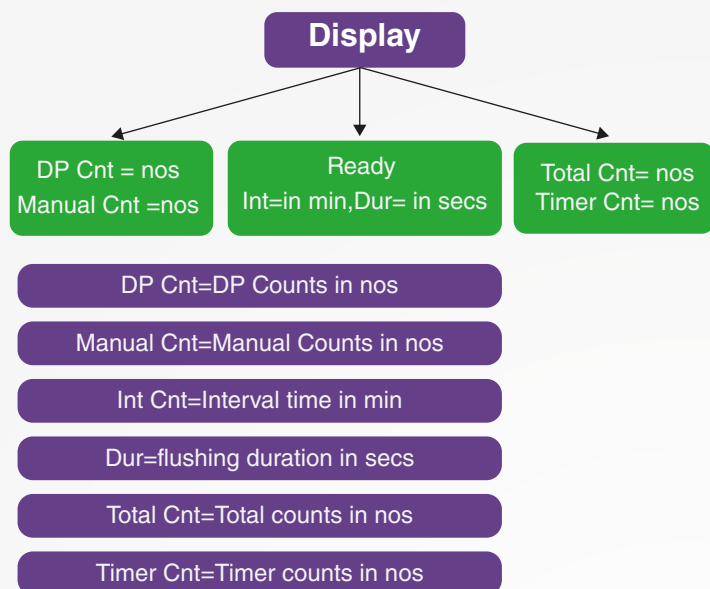 Display
DP Cnt = nos
Manual Cnt =nos
Ready
Int=in min,Dur= in secs
Total Cnt= nos
Timer Cnt= nos
DP Cnt=DP Counts in nos
Manual Cnt=Manual Counts in nos
Int Cnt=Interval time in min
Dur=flushing duration in secs
Total Cnt=Total counts in nos
Timer Cnt=Timer counts in nos